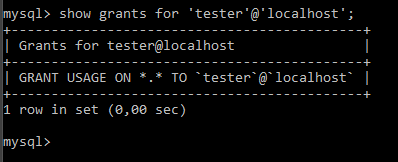 mysql> show grants for 'tester'@'localhost';
+---------------------------------------------+
| Grants for tester@localhost                 |
+---------------------------------------------+
| GRANT USAGE ON *.* TO `tester`@`localhost` |
+---------------------------------------------+
1 row in set (0,00 sec)
mysql>